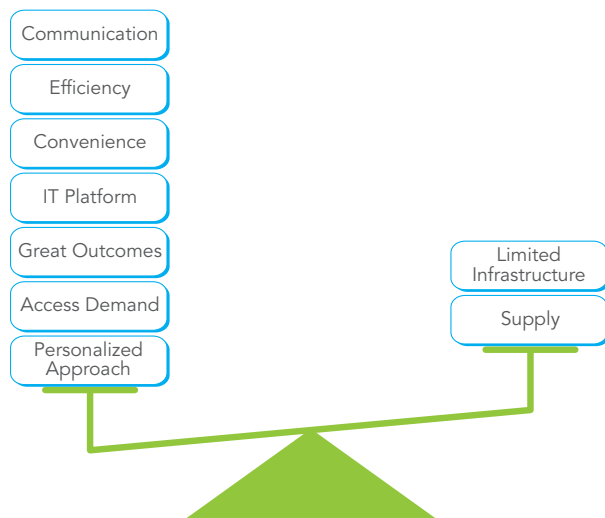 Communication
Efficiency
Convenience
IT Platform
Great Outcomes
Access Demand
Personalized
Approach
Limited
Infrastructure
Supply